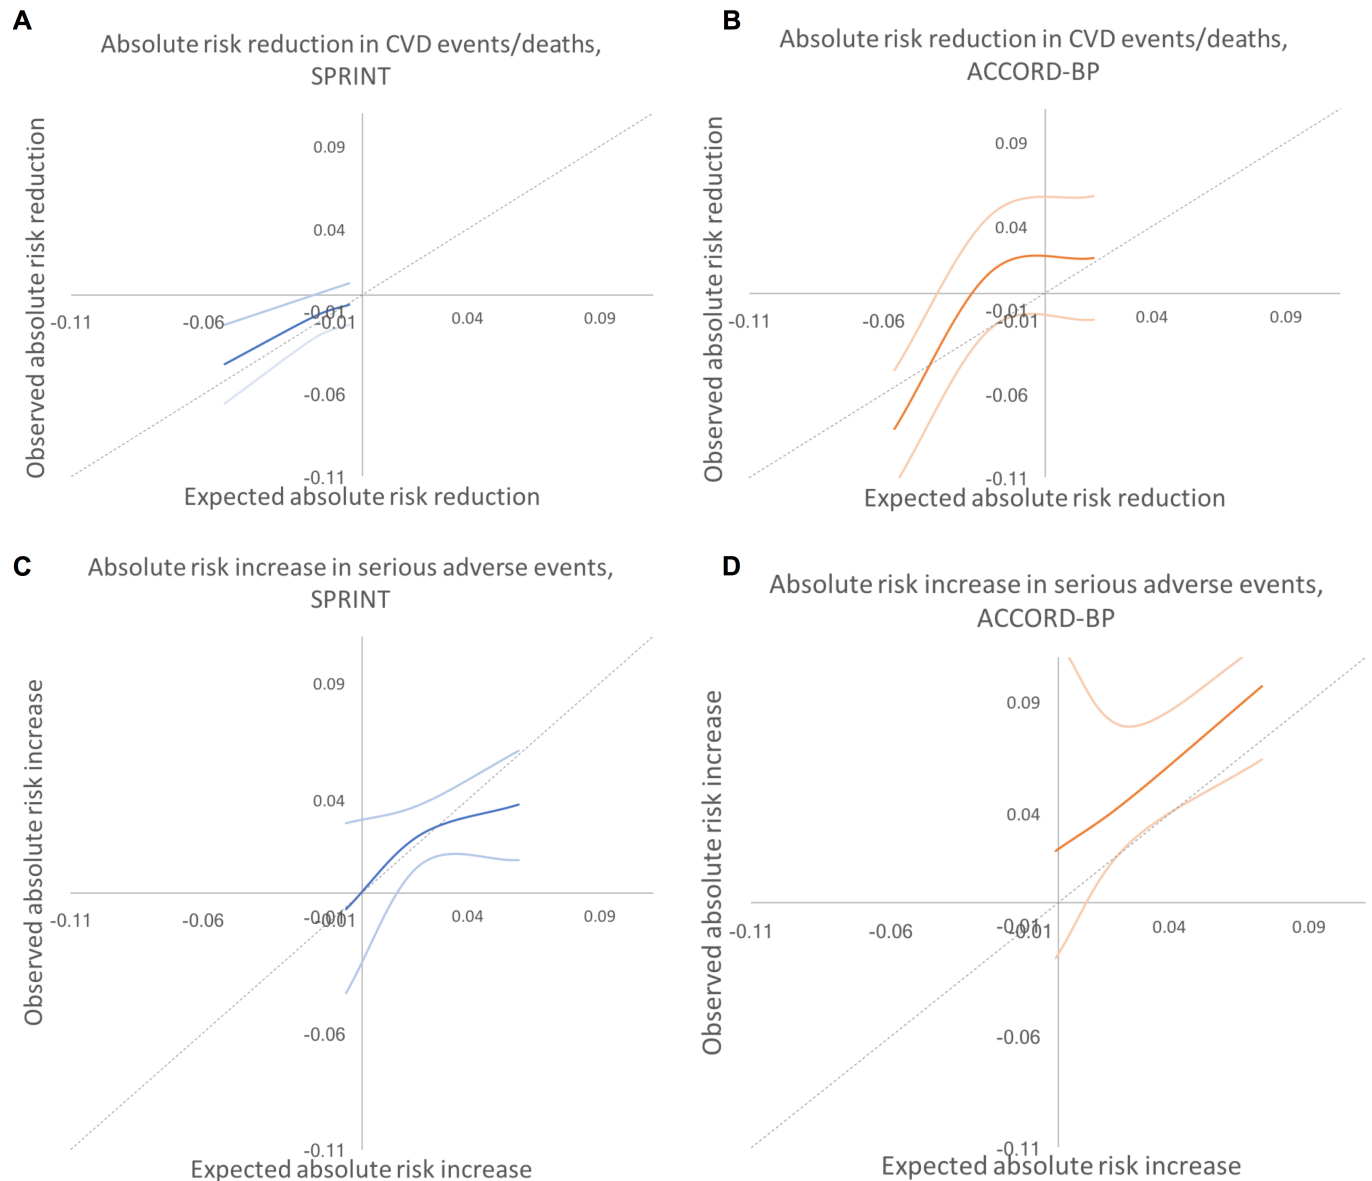 A
Absolute risk reduction in CVD events/deaths,
SPRINT
Observed absolute risk reduction
0.09
0.04
-0.01
-0.11
-0.06
-0.01
0.04
0.09
-0.06
-0.11
Expected absolute risk reduction
B
Absolute risk reduction in CVD events/deaths,
ACCORD-BP
Observed absolute risk reduction
0.09
0.04
-0.01
-0.11
-0.06
-0.01
0.04
0.09
-0.06
-0.11
Expected absolute risk reduction
C
Absolute risk increase in serious adverse events,
SPRINT
Observed absolute risk increase
0.09
0.04
-0.01
-0.11
-0.06
-0.01
0.04
0.09
-0.06
-0.11
Expected absolute risk increase
D
Absolute risk increase in serious adverse events,
ACCORD-BP
Observed absolute risk increase
0.09
0.04
-0.01
-0.11
-0.06
-0.01
0.04
0.09
-0.06
-0.11
Expected absolute risk increase